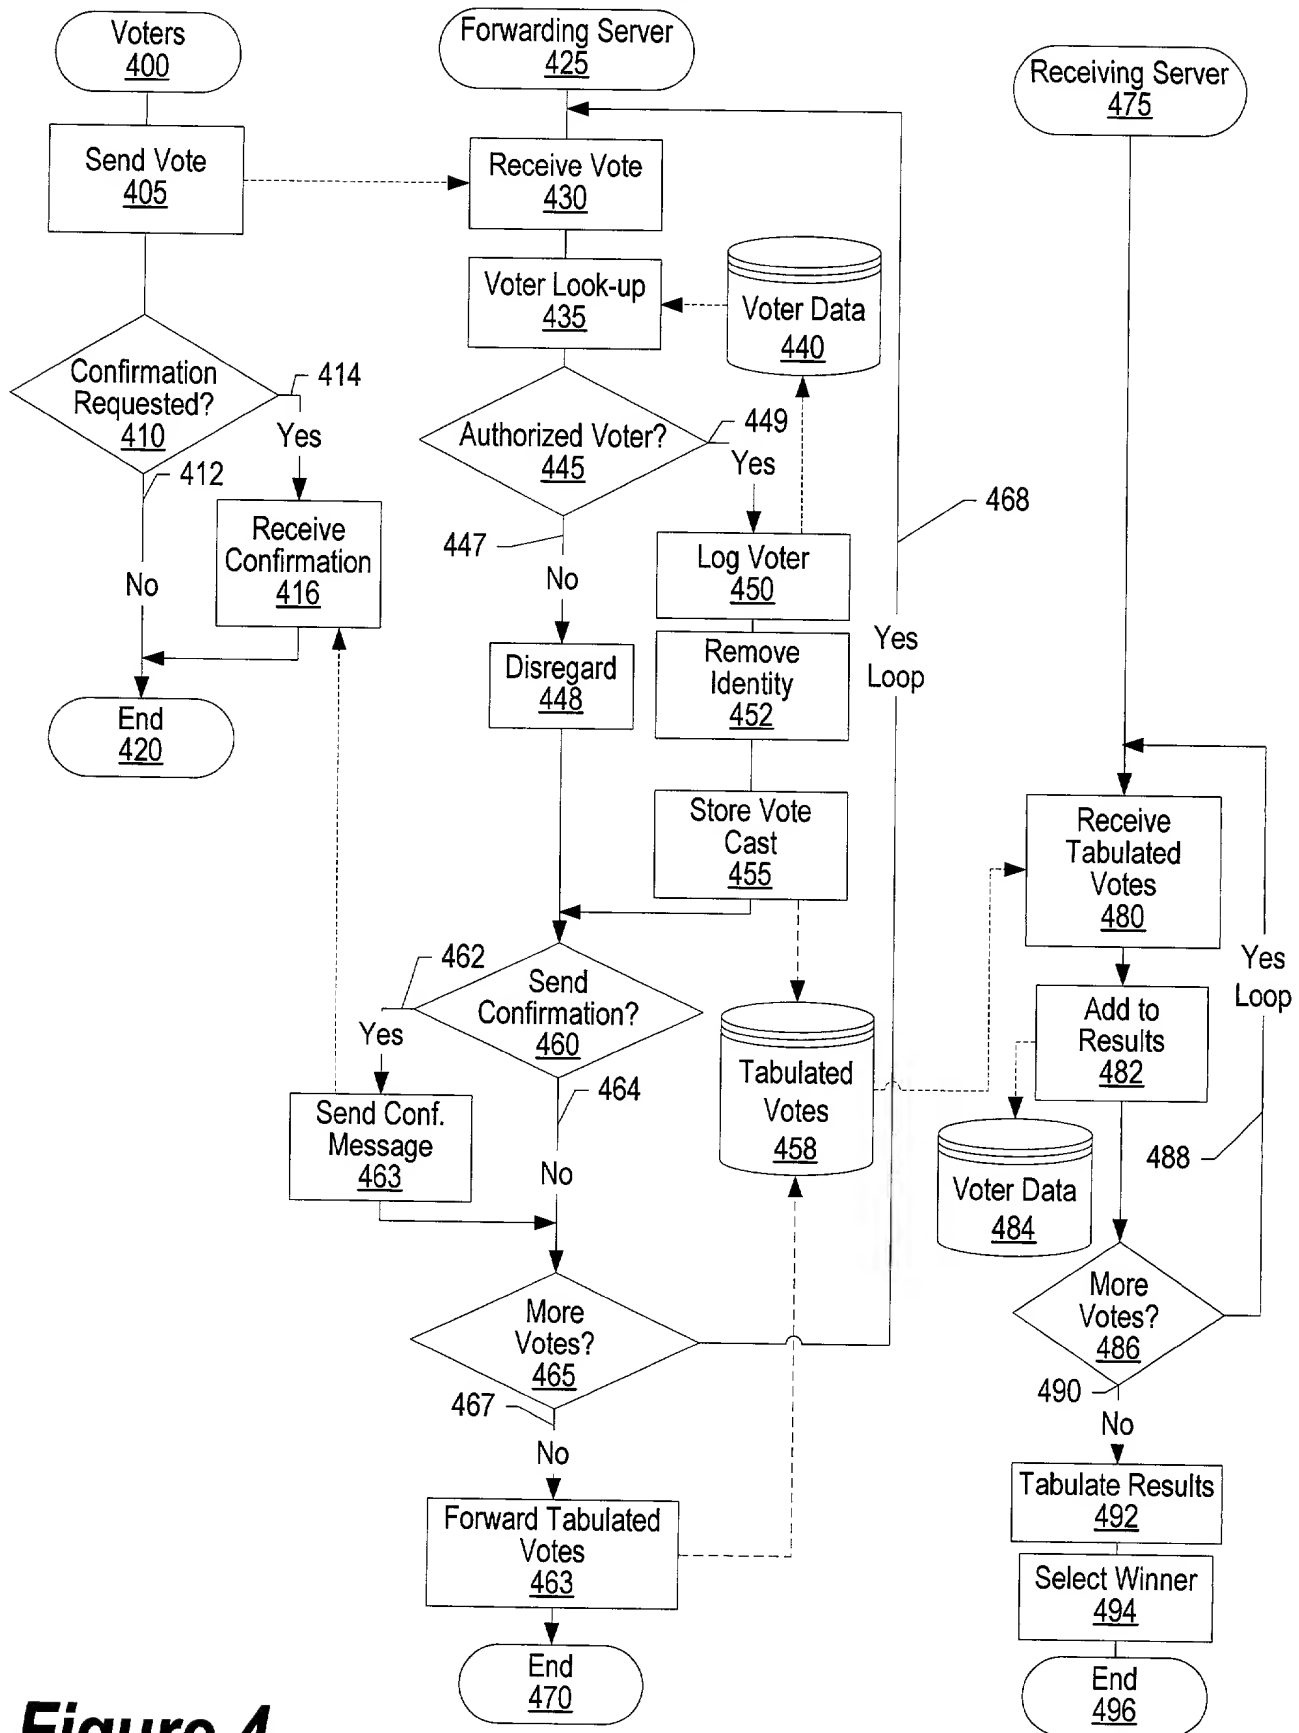 Voters
400
Send Vote
405
Confirmation
Requested?
410
414
Yes
412
No
Receive
Confirmation
416
End
420
Forwarding Server
425
Receive Vote
430
Voter Look-up
435
Voter Data
440
Authorized Voter?
445
449
Yes
447
No
Log Voter
450
Disregard
448
Remove
Identity
452
Store Vote
Cast
455
468
Yes
Loop
462
Send
Confirmation?
460
Yes
464
No
Send Conf.
Message
463
Tabulated
Votes
458
More
Votes?
465
467
No
Forward Tabulated
Votes
463
End
470
Receiving Server
475
Receive
Tabulated
Votes
480
Add to
Results
482
Voter Data
484
Yes
Loop
488
More
Votes?
486
490
No
Tabulate Results
492
Select Winner
494
End
496
Figure 4